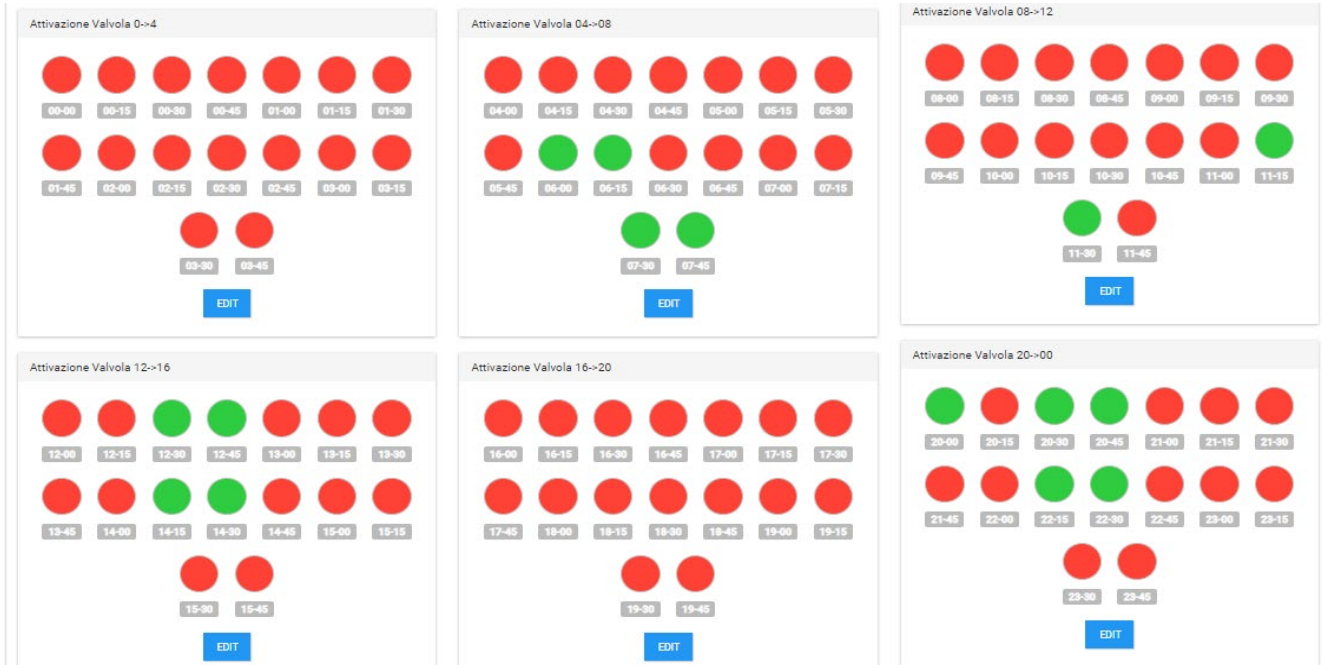 Attivazione Valvola 0->4
00-00 00-15 00-30 00-45 01-00 01-15 01-30
01-45 02-00 02-15 02-30 02-45 03-00 03-15
03-30 03-45
EDIT
Attivazione Valvola 04->08
04-00 04-15 04-30 04-45 05-00 05-15 05-30
05-45 06-00 06-15 06-30 06-45 07-00 07-15
07-30 07-45
EDIT
Attivazione Valvola 08->12
08-00 08-15 08-30 08-45 09-00 09-15 09-30
09-45 10-00 10-15 10-30 10-45 11-00 11-15
11-30 11-45
EDIT
Attivazione Valvola 12->16
12-00 12-15 12-30 12-45 13-00 13-15 13-30
13-45 14-00 14-15 14-30 14-45 15-00 15-15
15-30 15-45
EDIT
Attivazione Valvola 16->20
16-00 16-15 16-30 16-45 17-00 17-15 17-30
17-45 18-00 18-15 18-30 18-45 19-00 19-15
19-30 19-45
EDIT
Attivazione Valvola 20->00
20-00 20-15 20-30 20-45 21-00 21-15 21-30
21-45 22-00 22-15 22-30 22-45 23-00 23-15
23-30 23-45
EDIT